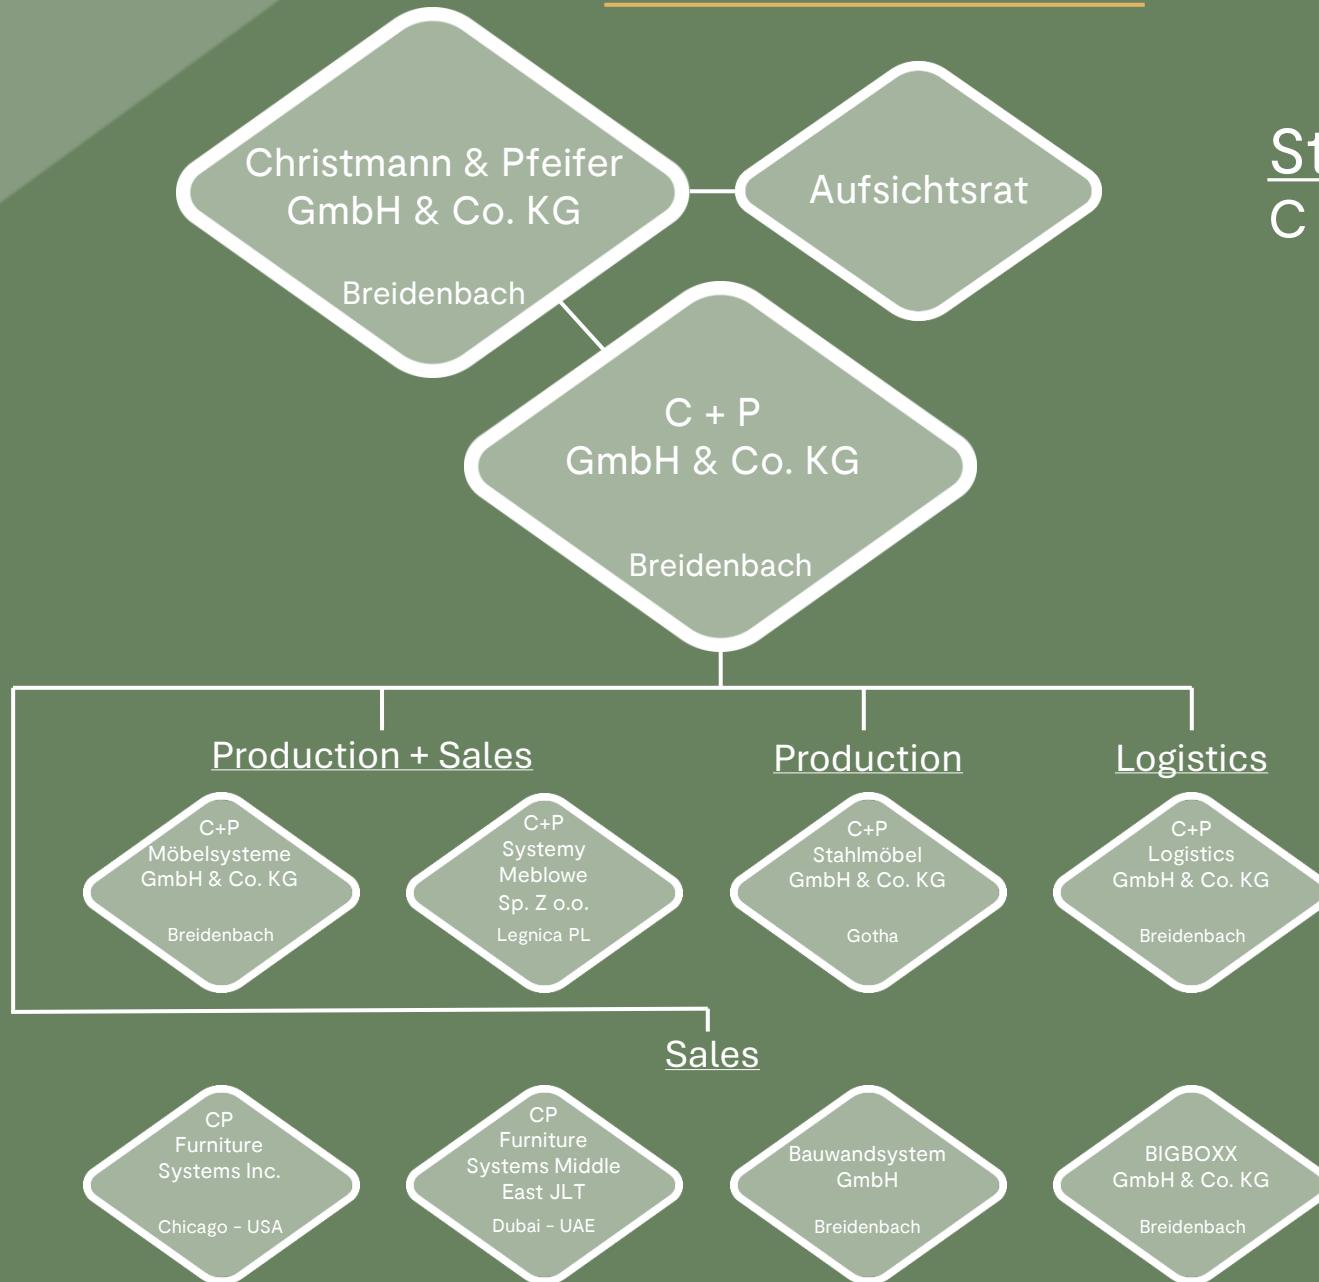 Christmann & Pfeifer
GmbH & Co. KG
Breidenbach
Aufsichtsrat
C
C + P
GmbH & Co. KG
Breidenbach
Production + Sales
Production
Logistics
C+P
Möbelsysteme
GmbH & Co. KG
Breidenbach
C+P
Systemy
Meblowe
Sp. Z o.o.
Legnica PL
C+P
Stahlmöbel
GmbH & Co. KG
Gotha
C+P
Logistics
GmbH & Co. KG
Breidenbach
Sales
CP
Furniture
Systems Inc.
Chicago - USA
CP
Furniture
Systems Middle
East JLT
Dubai - UAE
Bauwandsystem
GmbH
Breidenbach
BIGBOXX
GmbH & Co. KG
Breidenbach